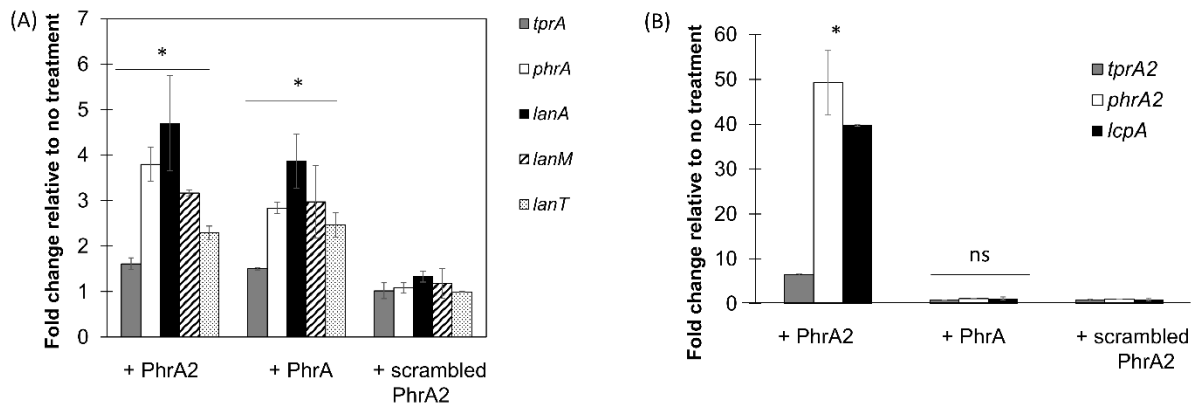 (A)
Fold change relative to no treatment
7
6
5
4
3
2
1
0
*
*
+ PhrA2
+ PhrA
+ scrambled
PhrA2
tprA
phrA
lanA
lanM
lanT
(B)
Fold change relative to no treatment
60
50
40
30
20
10
0
*
ns
+ PhrA2
+ PhrA
+ scrambled
PhrA2
tprA2
phrA2
lcpA